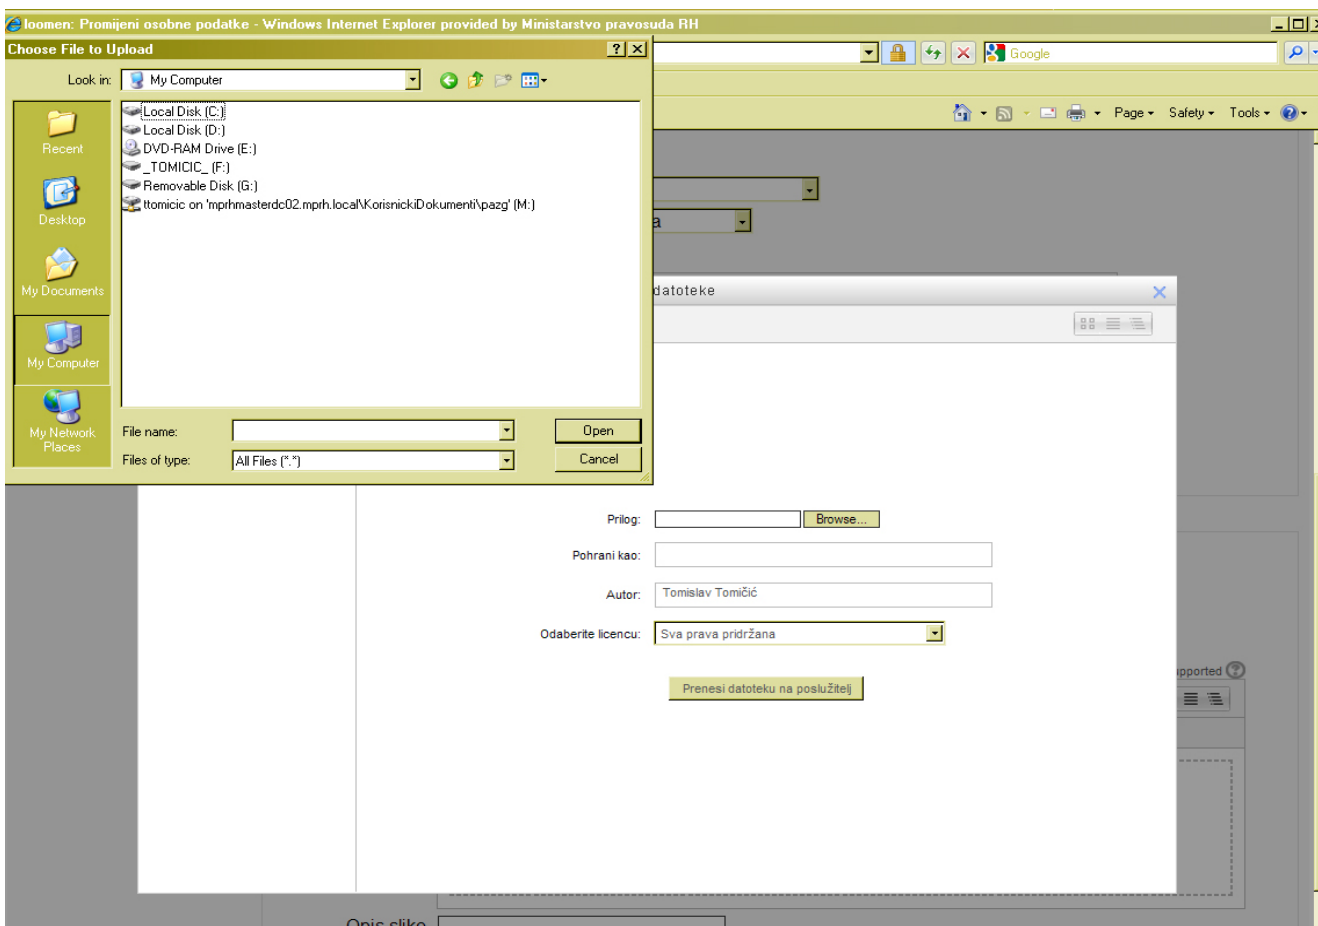 loomen: Promijeni osobne podatke - Windows Internet Explorer provided by Ministarstvo pravosuda RH
Choose File to Upload
Look in: My Computer
Google
Page Safety Tools
Recent
Desktop
My Documents
My Computer
My Network Places
Local Disk (C:)
Local Disk (D:)
DVD-RAM Drive (E:)
_TOMICIC_ (F:)
Removable Disk (G:)
ttomicic on 'mprhmasterdc02.mprh.local\KorisnickiDokumenti\pazg' (M:)
File name: Open
Files of type: All Files (*.*) Cancel
a
datoteke
Prilog: Browse...
Pohrani kao:
Autor: Tomislav Tomičić
Odaberite licencu: Sva prava pridržana
Prenesi datoteku na poslužitelj
upported
Opis slike